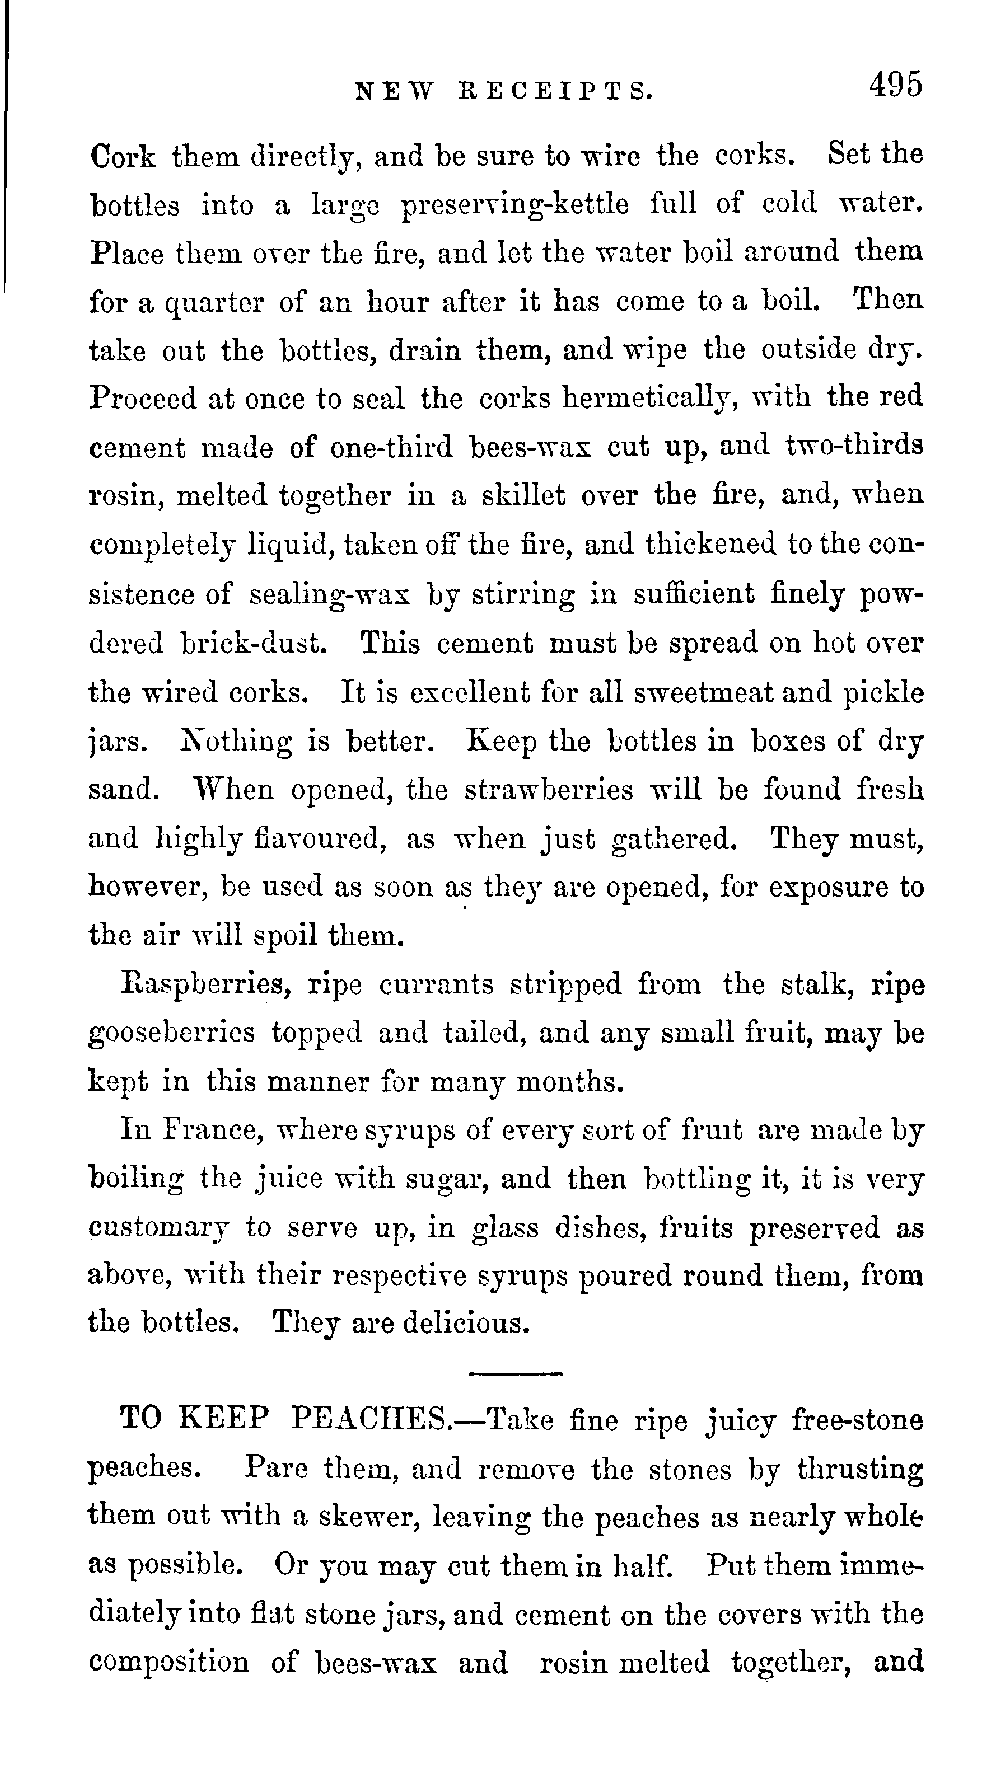 NEW RECEIPTS. 495
Cork them directly, and be sure to wire the corks. Set the
bottles into a large preserving-kettle full of cold water.
Place them over the fire, and let the water boil around them
for a quarter of an hour after it has come to a boil. Then
take out the bottles, drain them, and wipe the outside dry.
Proceed at once to seal the corks hermetically, with the red
cement made of one-third bees-wax cut up, and two-thirds
rosin, melted together in a skillet over the fire, and, when
completely liquid, taken off the fire, and thickened to the con-
sistence of sealing-wax by stirring in sufficient finely pow-
dered brick-dust. This cement must be spread on hot over
the wired corks. It is excellent for all sweetmeat and pickle
jars. Nothing is better. Keep the bottles in boxes of dry
sand. When opened, the strawberries will be found fresh
and highly flavoured, as when just gathered. They must,
however, be used as soon as they are opened, for exposure to
the air will spoil them.
Raspberries, ripe currants stripped from the stalk, ripe
gooseberries topped and tailed, and any small fruit, may be
kept in this manner for many months.
In France, where syrups of every sort of fruit are made by
boiling the juice with sugar, and then bottling it, it is very
customary to serve up, in glass dishes, fruits preserved as
above, with their respective syrups poured round them, from
the bottles. They are delicious.
TO KEEP PEACHES.—Take fine ripe juicy free-stone
peaches. Pare them, and remove the stones by thrusting
them out with a skewer, leaving the peaches as nearly whole
as possible. Or you may cut them in half. Put them imme-
diately into flat stone jars, and cement on the covers with the
composition of bees-wax and rosin melted together, and